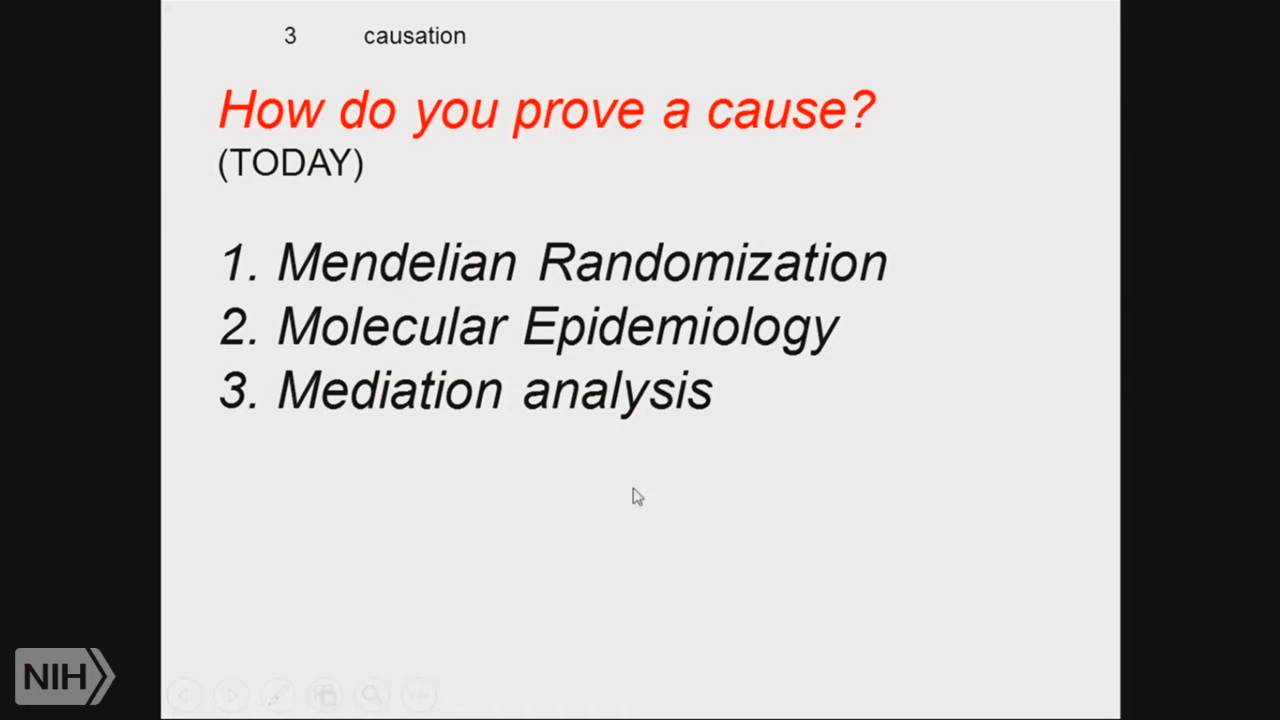 3 causation
How do you prove a cause?
(TODAY)
1. Mendelian Randomization
2. Molecular Epidemiology
3. Mediation analysis
NIH